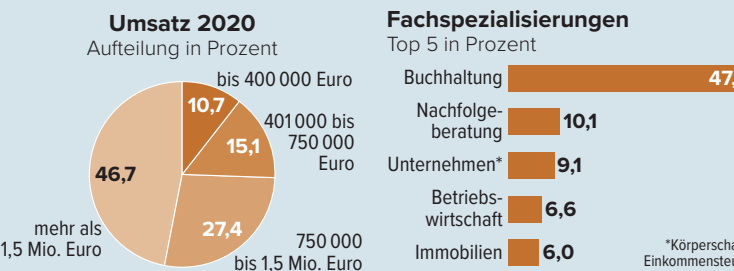 Umsatz 2020
Aufteilung in Prozent
bis 400 000 Euro
10,7
401 000 bis
750 000
Euro
15,1
46,7
27,4
mehr als
1,5 Mio. Euro
750 000
bis 1,5 Mio. Euro
Fachspezialisierungen
Top 5 in Prozent
Buchhaltung
47,
Nachfolge-
beratung
10,1
Unternehmen*
9,1
Betriebs-
wirtschaft
6,6
Immobilien
6,0